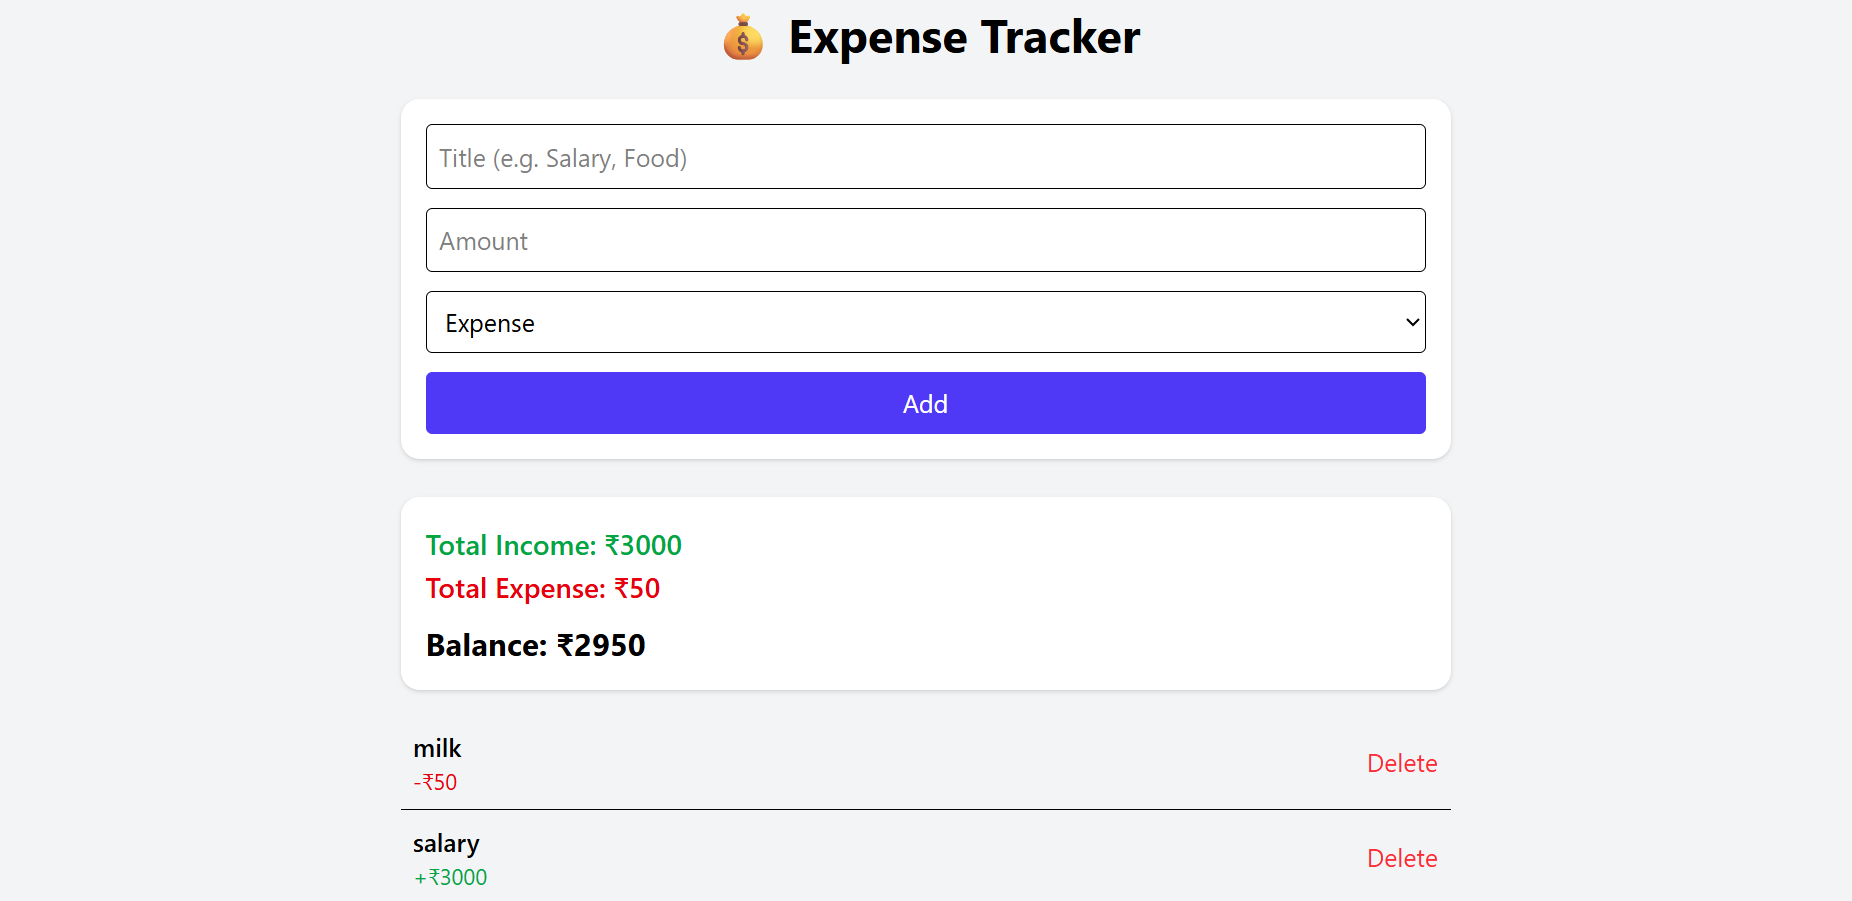 Expense Tracker
Title (e.g. Salary, Food)
Amount
Expense
Add
Total Income: ₹3000
Total Expense: ₹50
Balance: ₹2950
milk
-₹50
Delete
salary
+₹3000
Delete